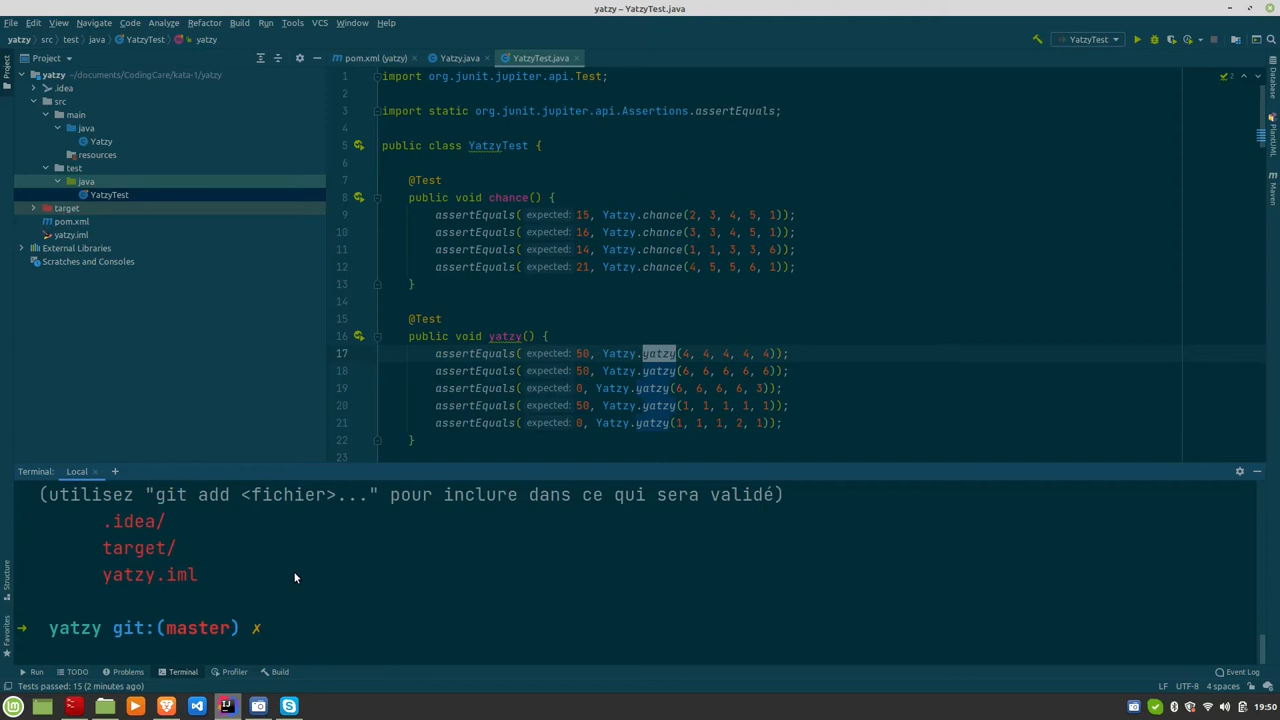 yatzy – YatzyTest.java
File Edit View Navigate Code Analyze Refactor Build Run Tools VCS Window Help
yatzy › src › test › java › YatzyTest › yatzy
YatzyTest
Project
pom.xml (yatzy) Yatzy.java YatzyTest.java
yatzy ~/documents/CodingCare/kata-1/yatzy
.idea
src
main
java
Yatzy
resources
test
java
YatzyTest
target
pom.xml
yatzy.iml
External Libraries
Scratches and Consoles
1 import org.junit.jupiter.api.Test;
2
3 import static org.junit.jupiter.api.Assertions.assertEquals;
4
5 public class YatzyTest {
6
7 @Test
8 public void chance() {
9 assertEquals( expected: 15, Yatzy.chance(2, 3, 4, 5, 1));
10 assertEquals( expected: 16, Yatzy.chance(3, 3, 4, 5, 1));
11 assertEquals( expected: 14, Yatzy.chance(1, 1, 3, 3, 6));
12 assertEquals( expected: 21, Yatzy.chance(4, 5, 5, 6, 1));
13 }
14
15 @Test
16 public void yatzy() {
17 assertEquals( expected: 50, Yatzy.yatzy(4, 4, 4, 4, 4));
18 assertEquals( expected: 50, Yatzy.yatzy(6, 6, 6, 6, 6));
19 assertEquals( expected: 0, Yatzy.yatzy(6, 6, 6, 6, 3));
20 assertEquals( expected: 50, Yatzy.yatzy(1, 1, 1, 1, 1));
21 assertEquals( expected: 0, Yatzy.yatzy(1, 1, 1, 2, 1));
22 }
23
2
Project
Structure
Favorites
Database
PlantUML
Maven
Terminal: Local
(utilisez "git add <fichier>..." pour inclure dans ce qui sera validé)
.idea/
target/
yatzy.iml
➜ yatzy git:(master) ✗
Run TODO Problems Terminal Profiler Build Event Log
Tests passed: 15 (2 minutes ago) LF UTF-8 4 spaces
19:50